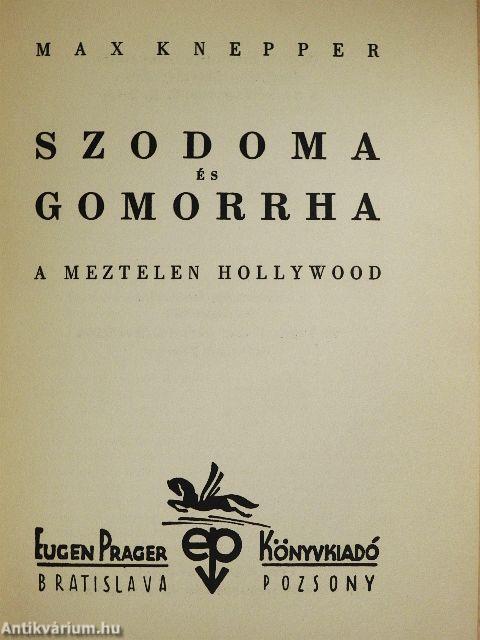 MAX KNEPPER
SZODOMA
ÉS
GOMORRHA
A MEZTELEN HOLLYWOOD
EUGEN PRAGER ep KÖNYVKIADÓ
BRATISLAVA POZSONY
Antikvárium.hu